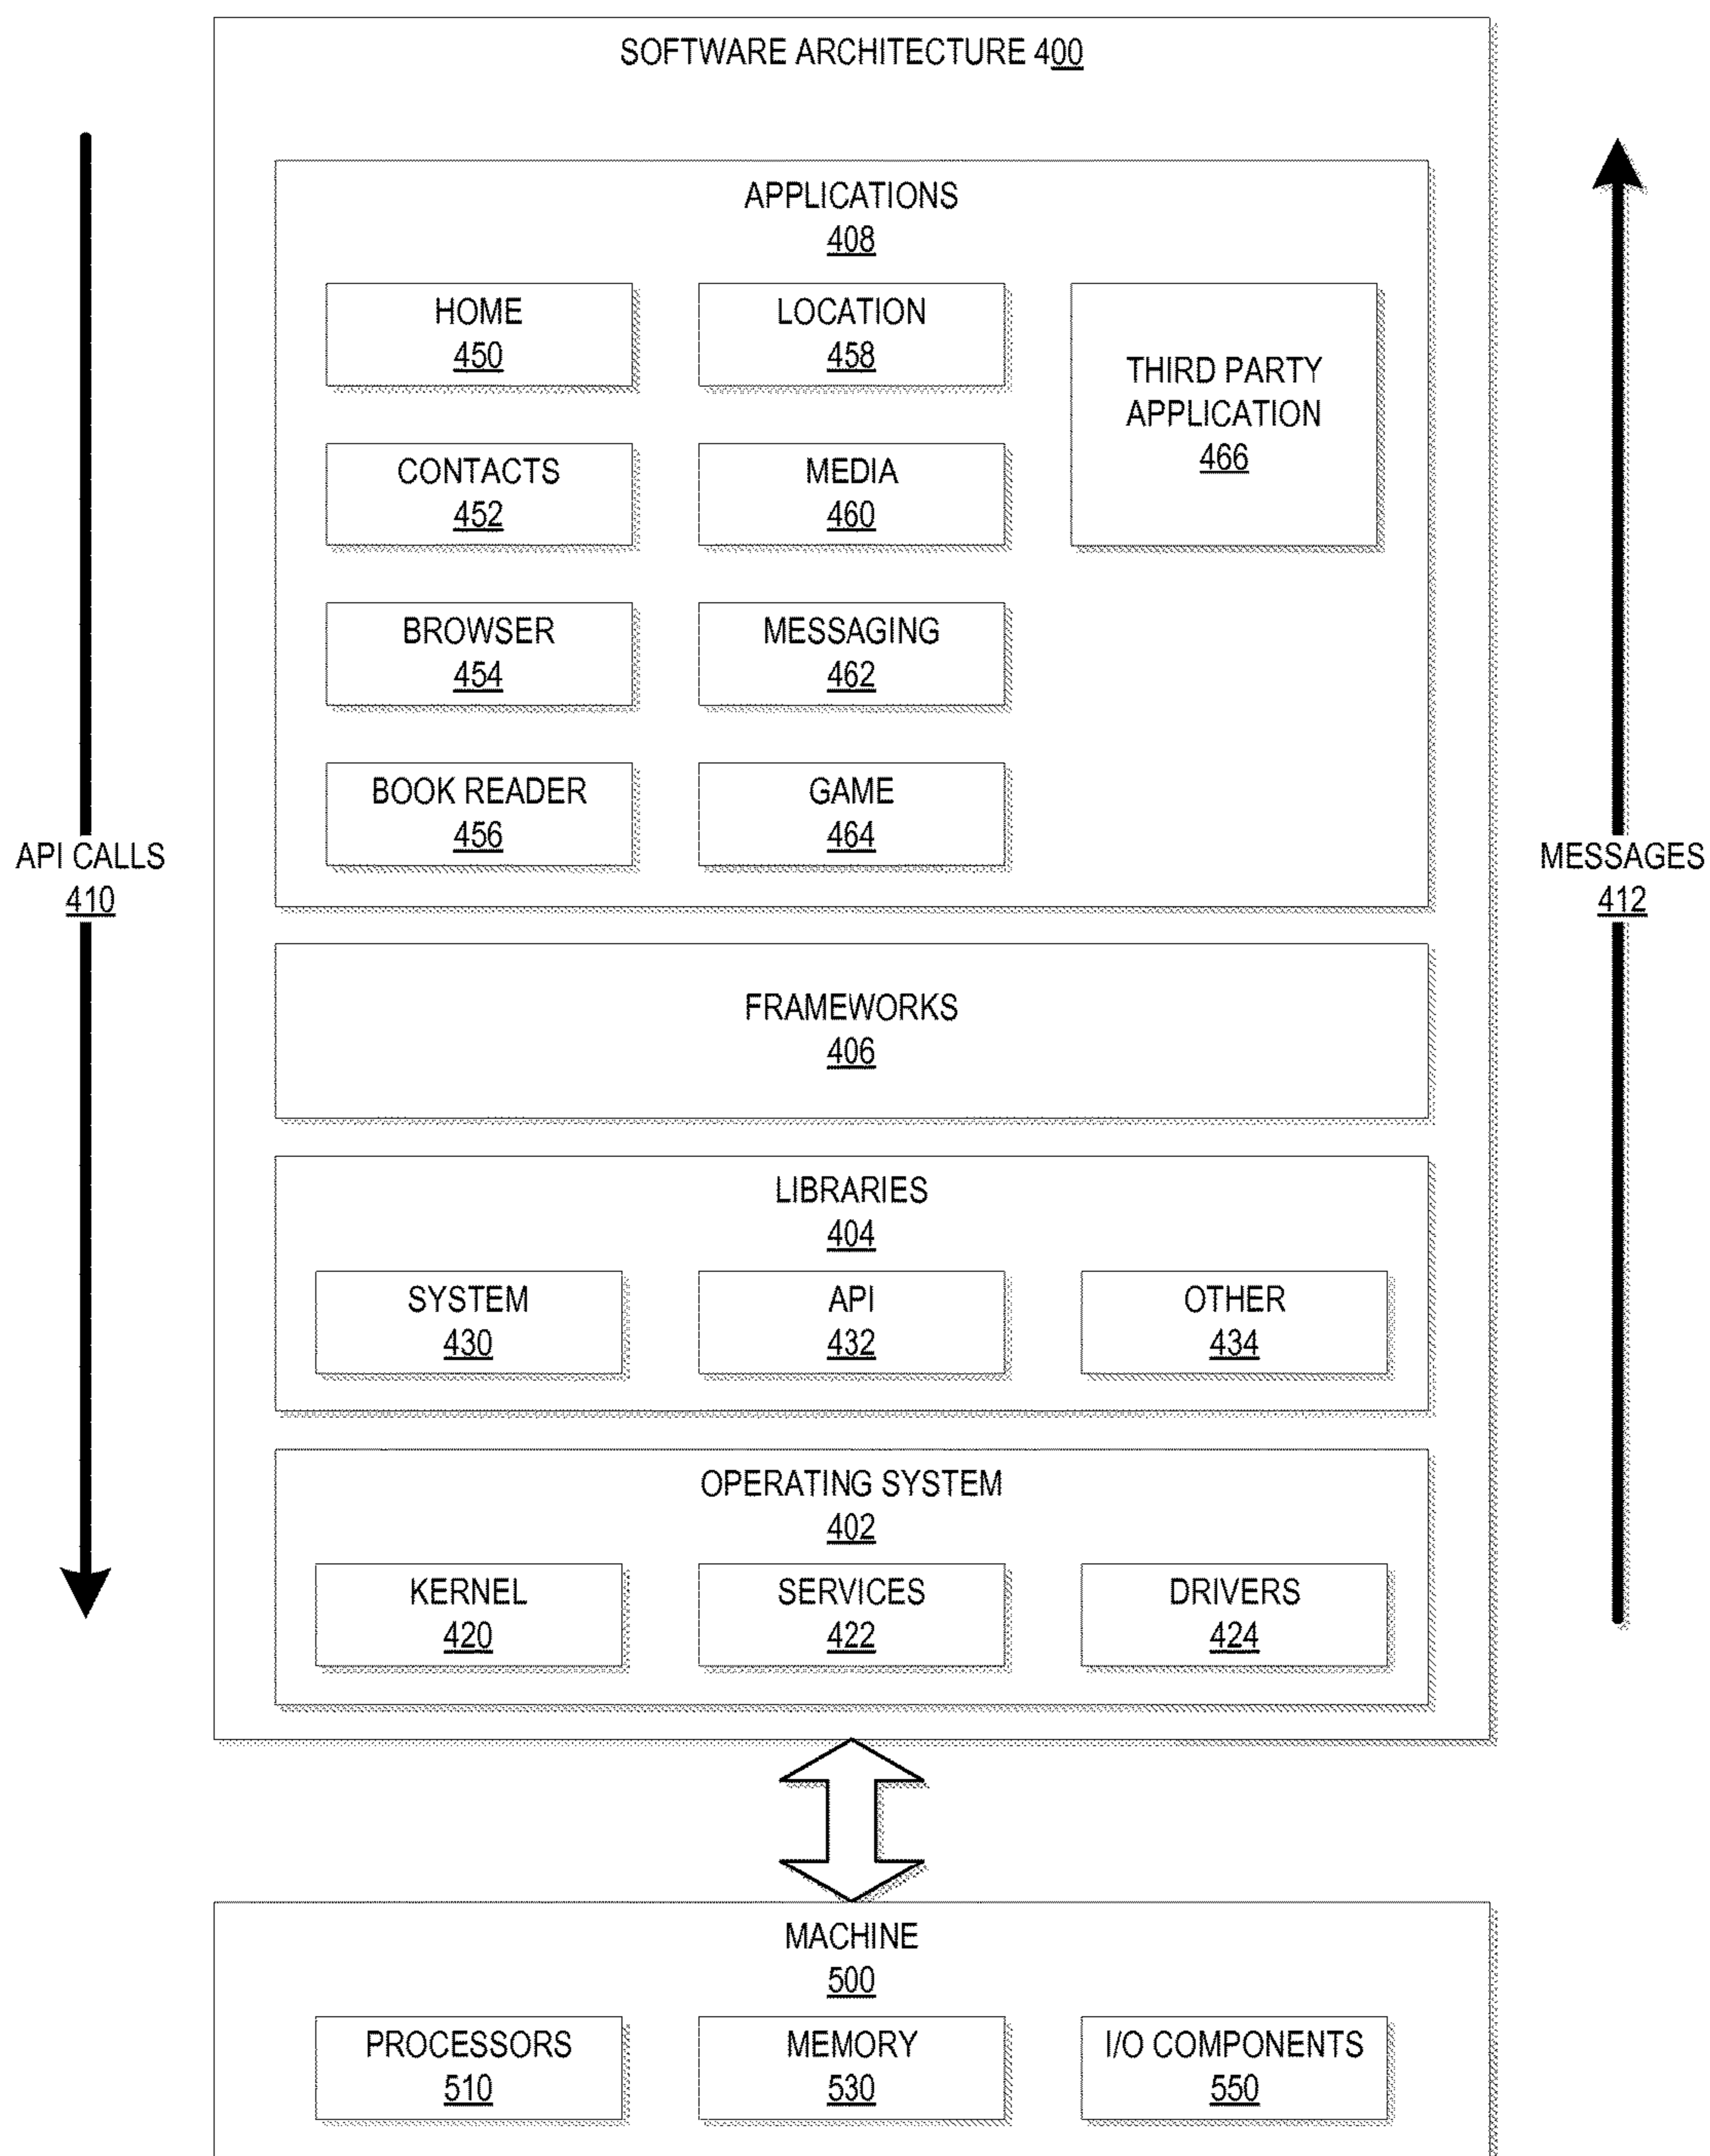 SOFTWARE ARCHITECTURE 400
APPLICATIONS
408
HOME
450
LOCATION
458
THIRD PARTY
APPLICATION
466
CONTACTS
452
MEDIA
460
BROWSER
454
MESSAGING
462
BOOK READER
456
GAME
464
API CALLS
410
MESSAGES
412
FRAMEWORKS
406
LIBRARIES
404
SYSTEM
430
API
432
OTHER
434
OPERATING SYSTEM
402
KERNEL
420
SERVICES
422
DRIVERS
424
MACHINE
500
PROCESSORS
510
MEMORY
530
I/O COMPONENTS
550